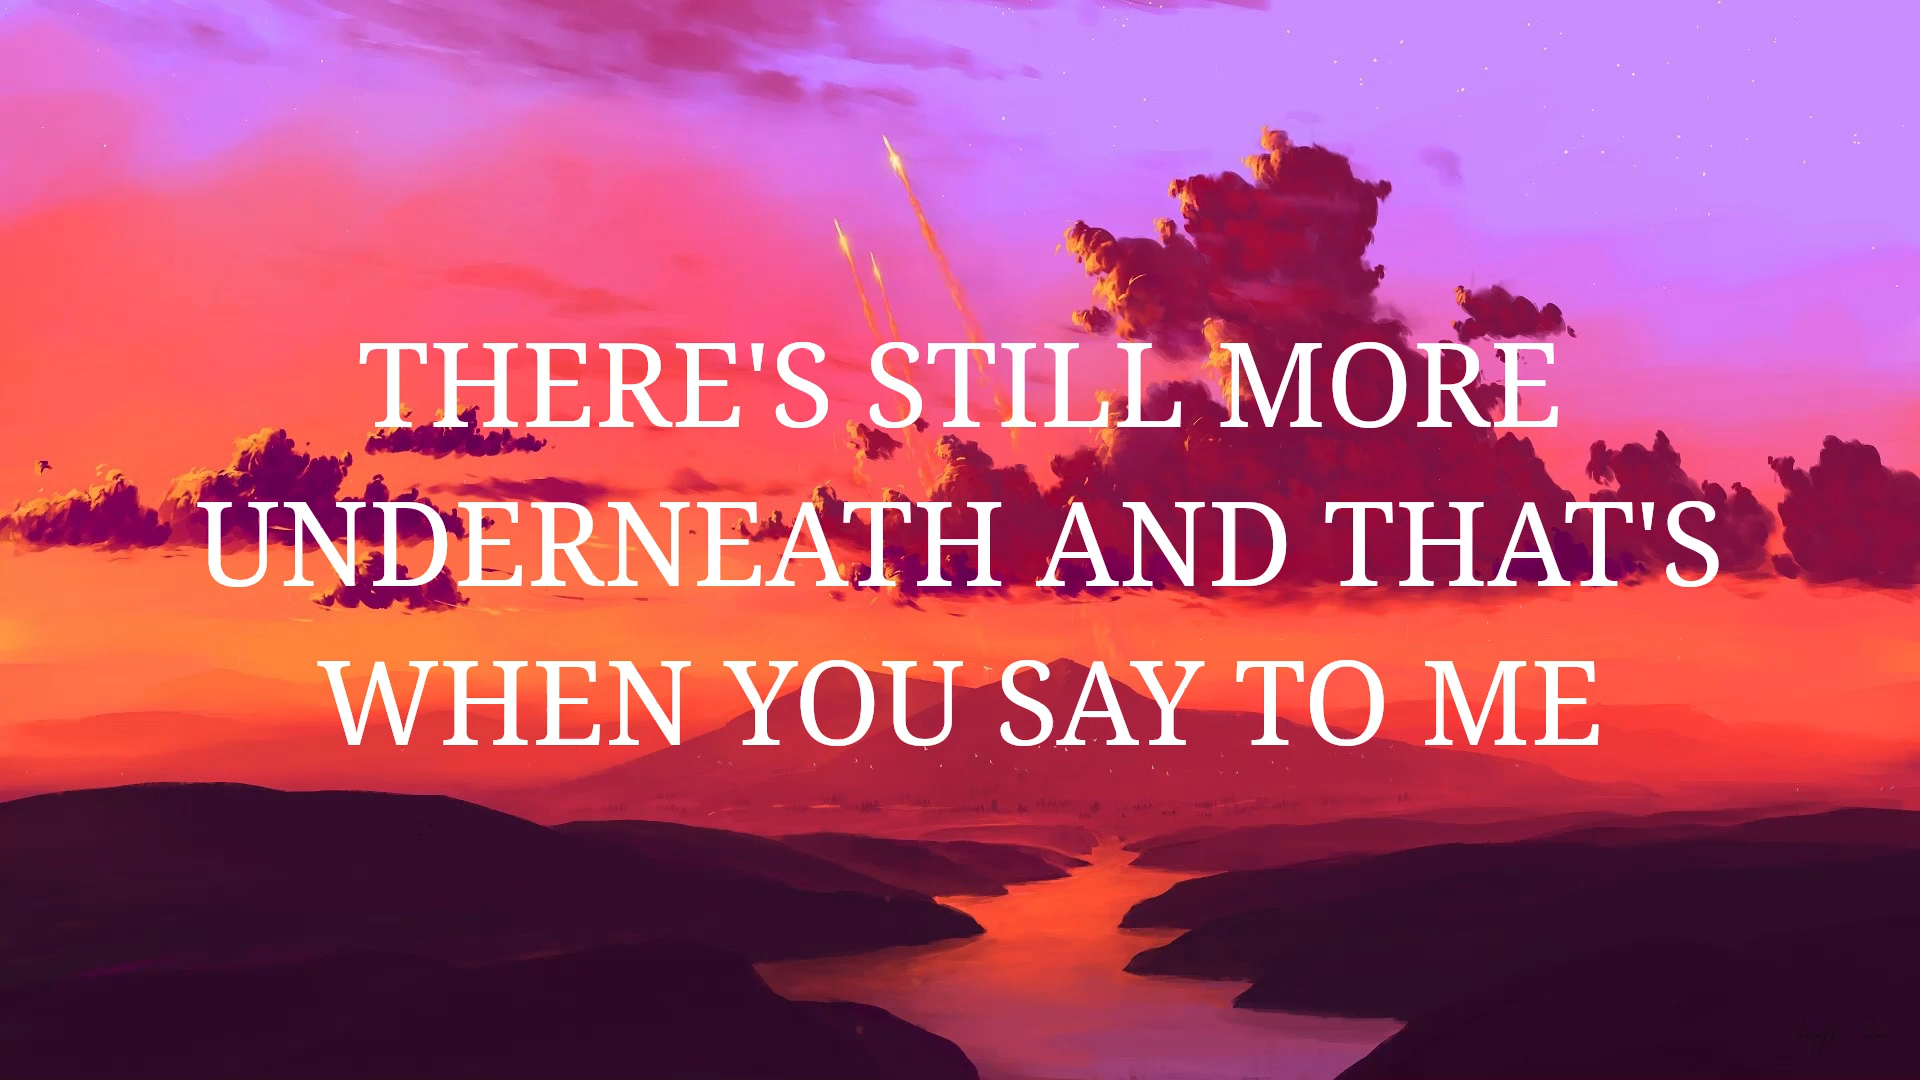 THERE'S STILL MORE
UNDERNEATH AND THAT'S
WHEN YOU SAY TO ME